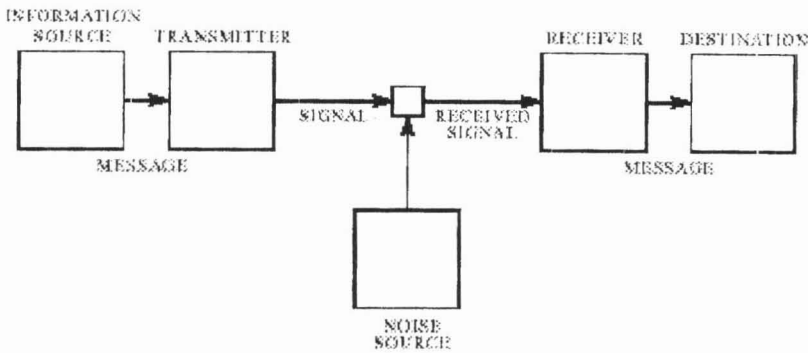 INFORMATION
SOURCE
TRANSMITTER
RECEIVER
DESTINATION
SIGNAL
RECEIVED
SIGNAL
MESSAGE
MESSAGE
NOISE
SOURCE